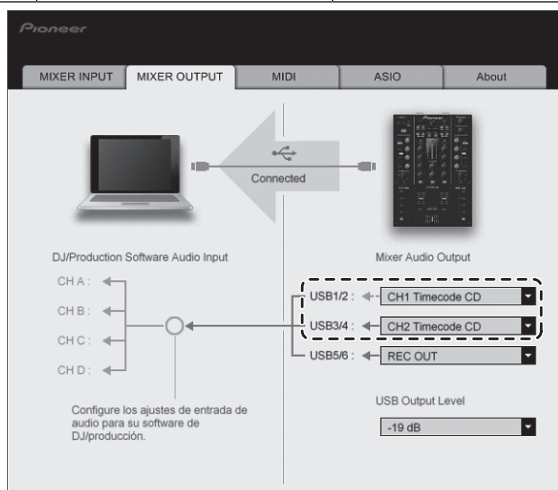 Pioneer
MIXER INPUT
MIXER OUTPUT
MIDI
ASIO
About
Connected
DJ/Production Software Audio Input
Mixer Audio Output
CH A :
CH B :
CH C :
CH D :
USB1/2 : CH1 Timecode CD
USB3/4 : CH2 Timecode CD
USB5/6 : REC OUT
Configure los ajustes de entrada de
audio para su software de
DJ/producción.
USB Output Level
-19 dB